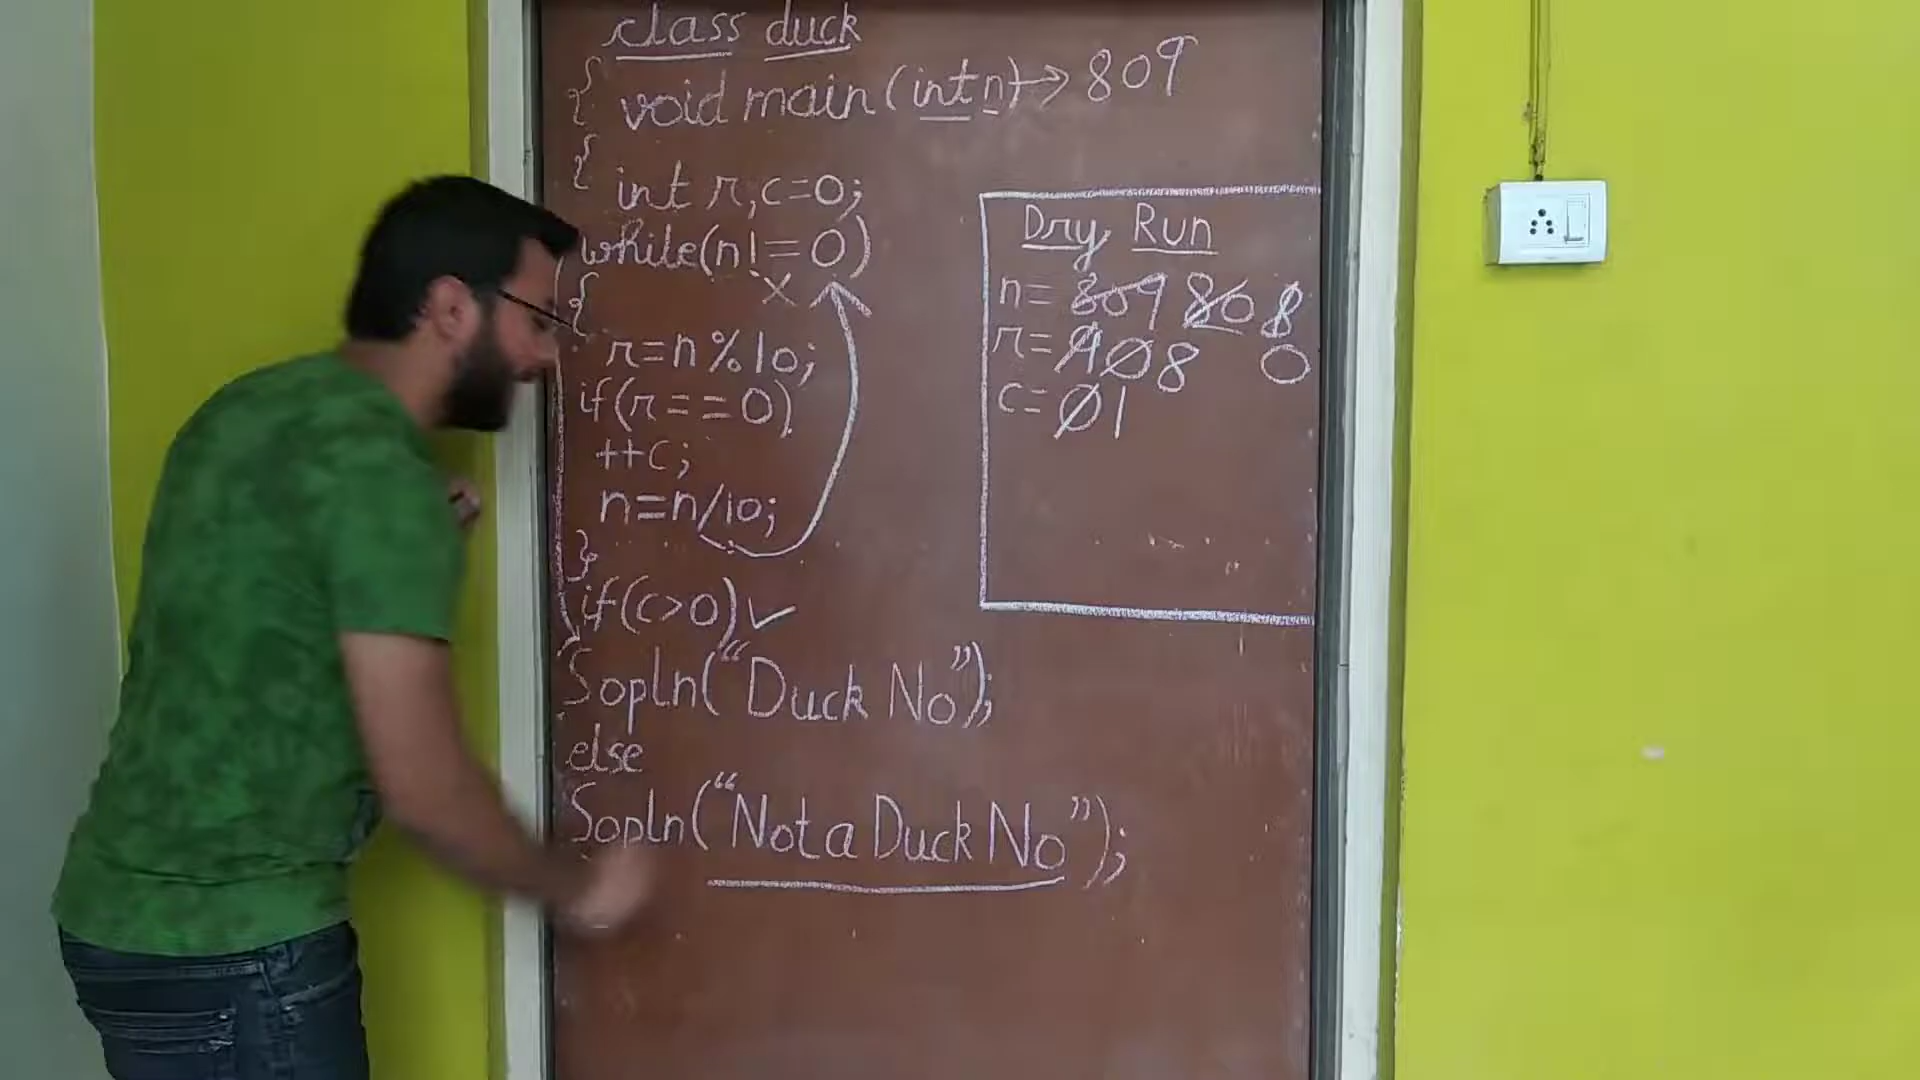 class duck
{ void main(int n) → 809
{ int r,c=0;
while(n!=0)
x
{
r=n%10;
if(r==0)
++c;
n=n/10;
}
if(c>0) ✓
Sopln("Duck No");
else
Sopln("Not a Duck No");
Dry Run
n= 809 80 8
r= 9 0 8 0
c= 0 1